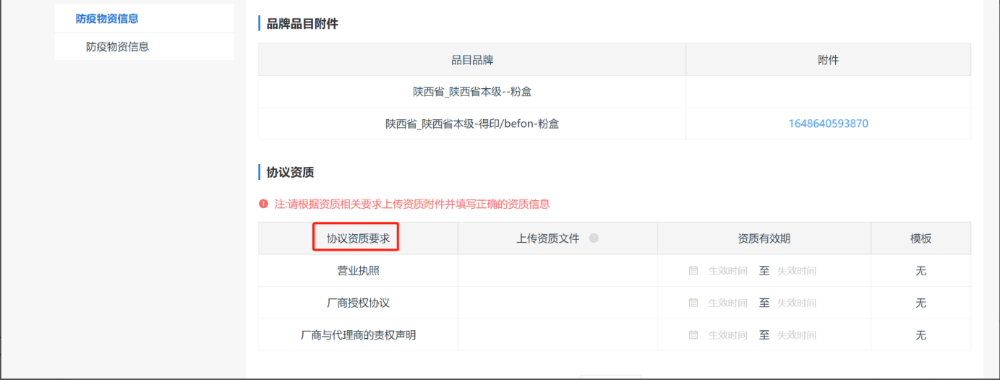 防疫物资信息
防疫物资信息
品牌品目附件
品目品牌 附件
陕西省_陕西省本级--粉盒
陕西省_陕西省本级-得印/befon-粉盒 1648640593870
协议资质
注:请根据资质相关要求上传资质附件并填写正确的资质信息
协议资质要求 上传资质文件 资质有效期 模板
营业执照 生效时间 至 失效时间 无
厂商授权协议 生效时间 至 失效时间 无
厂商与代理商的责权声明 生效时间 至 失效时间 无